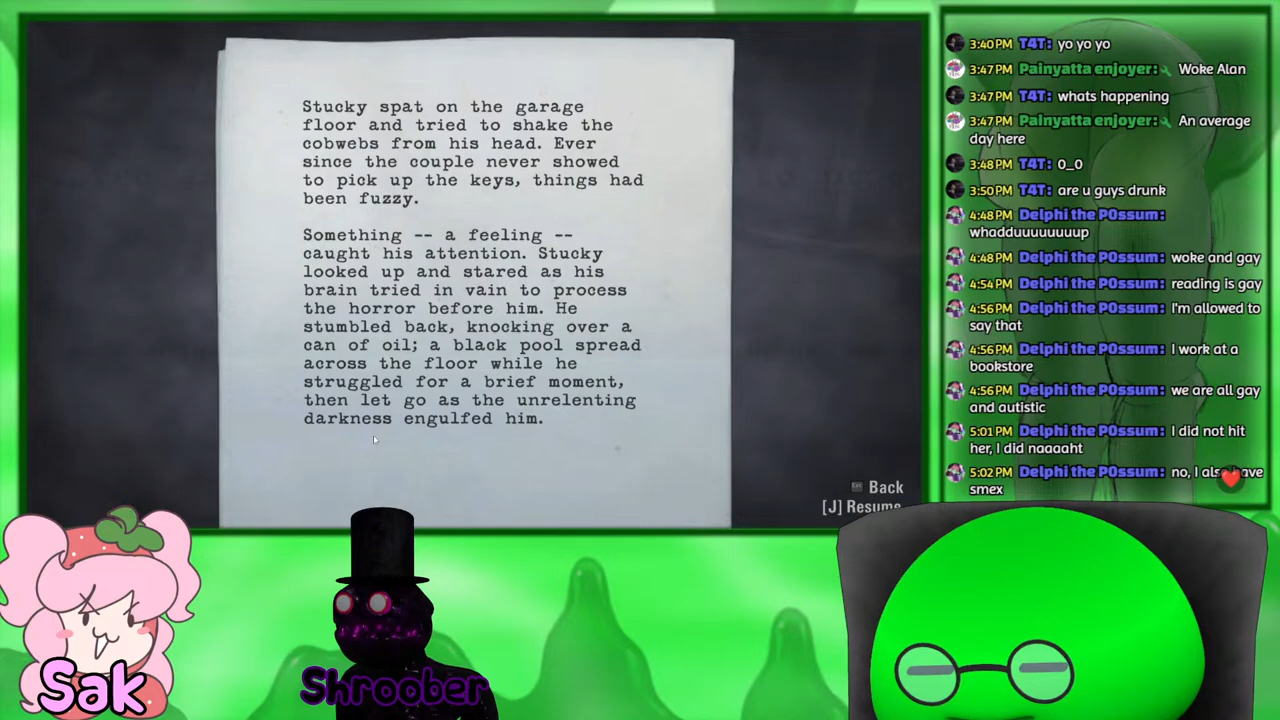 Stucky spat on the garage
floor and tried to shake the
cobwebs from his head. Ever
since the couple never showed
to pick up the keys, things had
been fuzzy.
Something -- a feeling --
caught his attention. Stucky
looked up and stared as his
brain tried in vain to process
the horror before him. He
stumbled back, knocking over a
can of oil; a black pool spread
across the floor while he
struggled for a brief moment,
then let go as the unrelenting
darkness engulfed him.
Back
[J] Resume
3:40 PM T4T: yo yo yo
3:47 PM Painyatta enjoyer: Woke Alan
3:47 PM T4T: whats happening
3:47 PM Painyatta enjoyer: An average
day here
3:48 PM T4T: 0_0
3:50 PM T4T: are u guys drunk
4:48 PM Delphi the P0ssum:
whadduuuuuuuup
4:48 PM Delphi the P0ssum: woke and gay
4:54 PM Delphi the P0ssum: reading is gay
4:56 PM Delphi the P0ssum: I'm allowed to
say that
4:56 PM Delphi the P0ssum: I work at a
bookstore
4:56 PM Delphi the P0ssum: we are all gay
and autistic
5:01 PM Delphi the P0ssum: I did not hit
her, I did naaaaht
5:02 PM Delphi the P0ssum: no, I also have
smex
Sak
Shroober